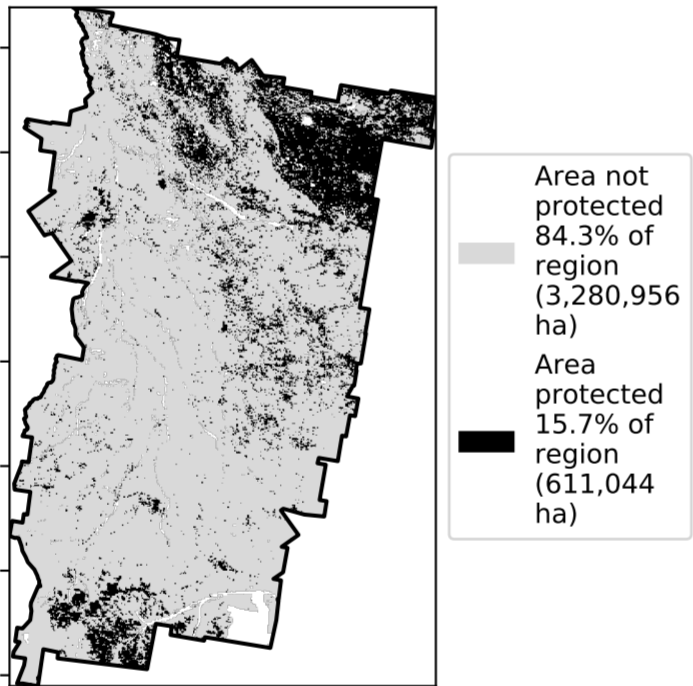 Area not
protected
84.3% of
region
(3,280,956
ha)
Area
protected
15.7% of
region
(611,044
ha)